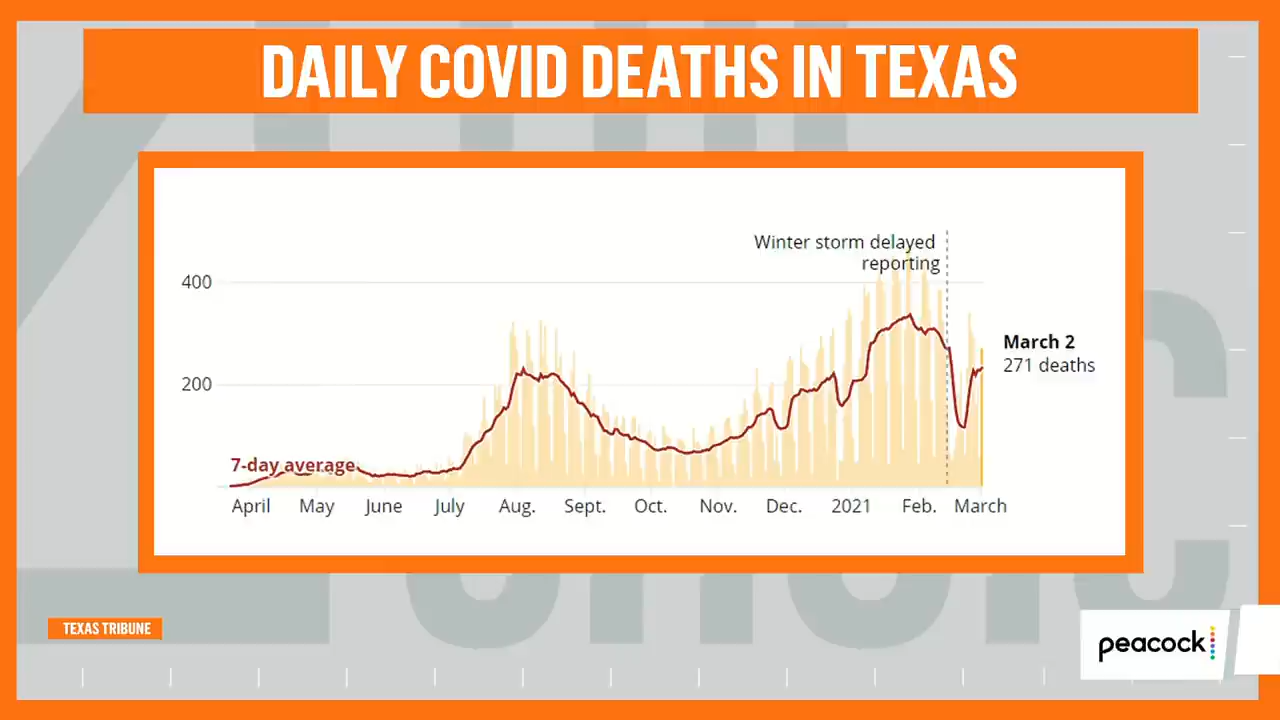 DAILY COVID DEATHS IN TEXAS
Winter storm delayed
reporting
400
200
March 2
271 deaths
7-day average
April May June July Aug. Sept. Oct. Nov. Dec. 2021 Feb. March
TEXAS TRIBUNE
peacock